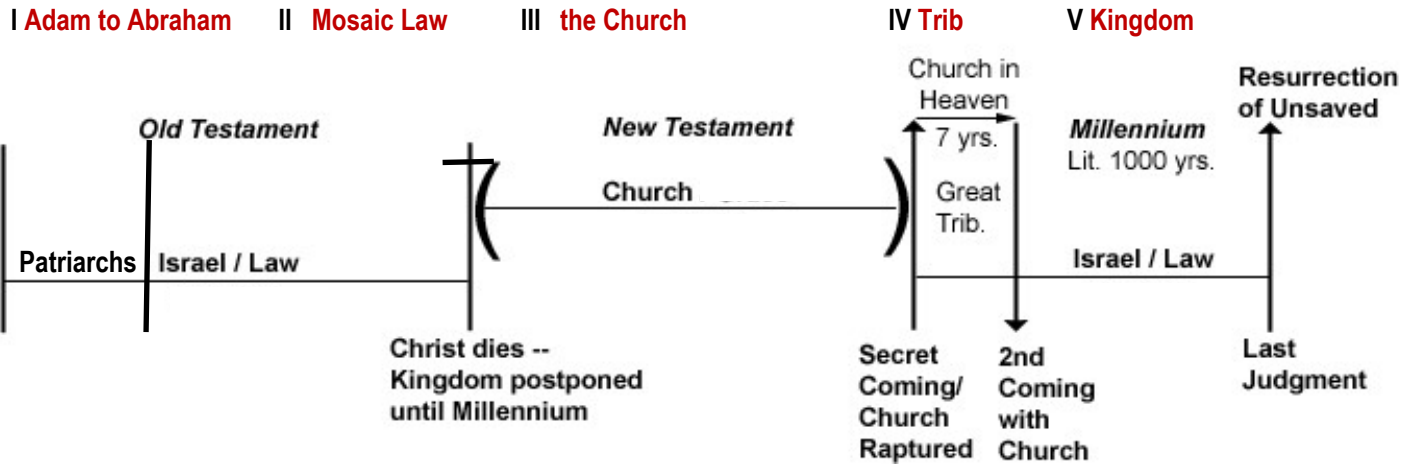 I Adam to Abraham II Mosaic Law III the Church IV Trib V Kingdom
Church in
Heaven
7 yrs.
Great
Trib.
Resurrection
of Unsaved
Old Testament
New Testament
Millennium
Lit. 1000 yrs.
Church
Patriarchs
Israel / Law
Israel / Law
Christ dies --
Kingdom postponed
until Millennium
Secret
Coming/
Church
Raptured
2nd
Coming
with
Church
Last
Judgment